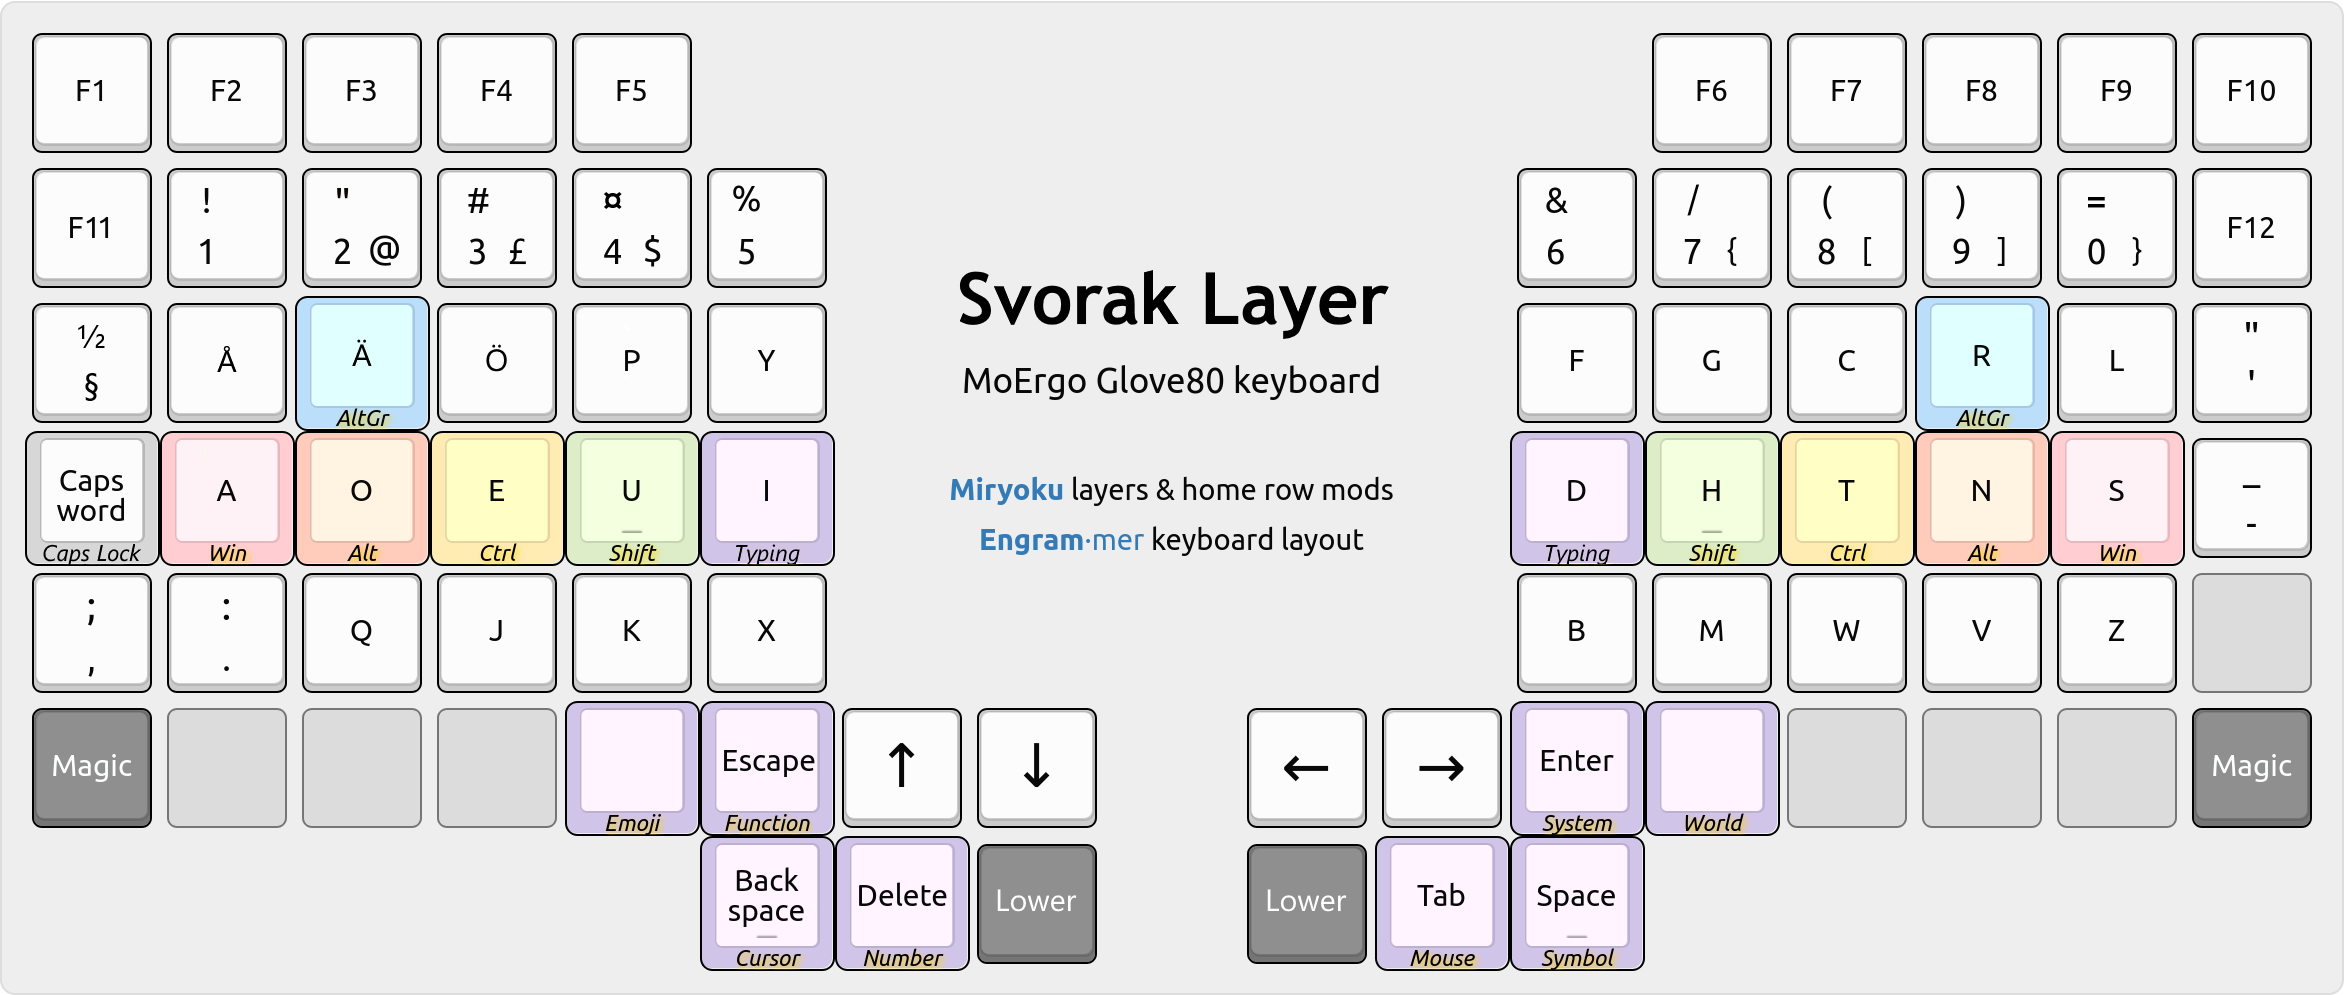 F1 F2 F3 F4 F5 F6 F7 F8 F9 F10
! " # ¤ % & / ( ) =
F11 1 2 @ 3 £ 4 $ 5 6 7 { 8 [ 9 ] 0 } F12
Svorak Layer
½ "
§ Å Ä Ö P Y F G C R L '
AltGr AltGr
MoErgo Glove80 keyboard
Caps word A O E U I D H T N S – -
Caps Lock Win Alt Ctrl Shift Typing Typing Shift Ctrl Alt Win
Miryoku layers & home row mods
Engram·mer keyboard layout
; :
, . Q J K X B M W V Z
Magic Escape ↑ ↓ ← → Enter Magic
Emoji Function System World
Back space Delete Lower Lower Tab Space
Cursor Number Mouse Symbol